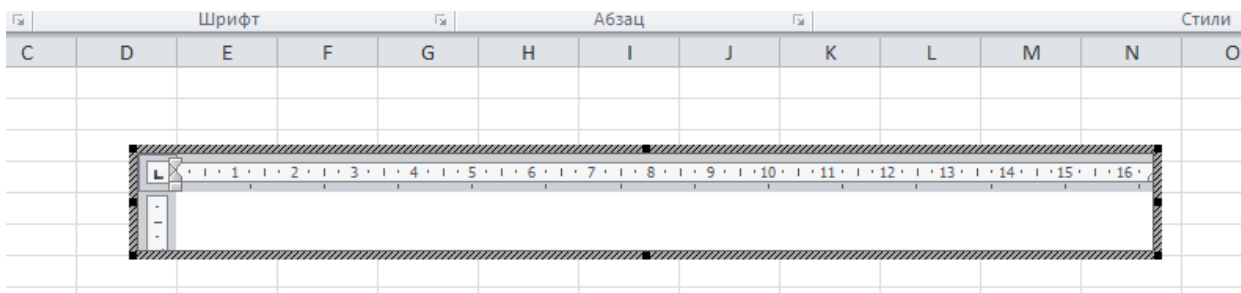 Шрифт Абзац Стили
C D E F G H I J K L M N O
L 1 2 3 4 5 6 7 8 9 10 11 12 13 14 15 16